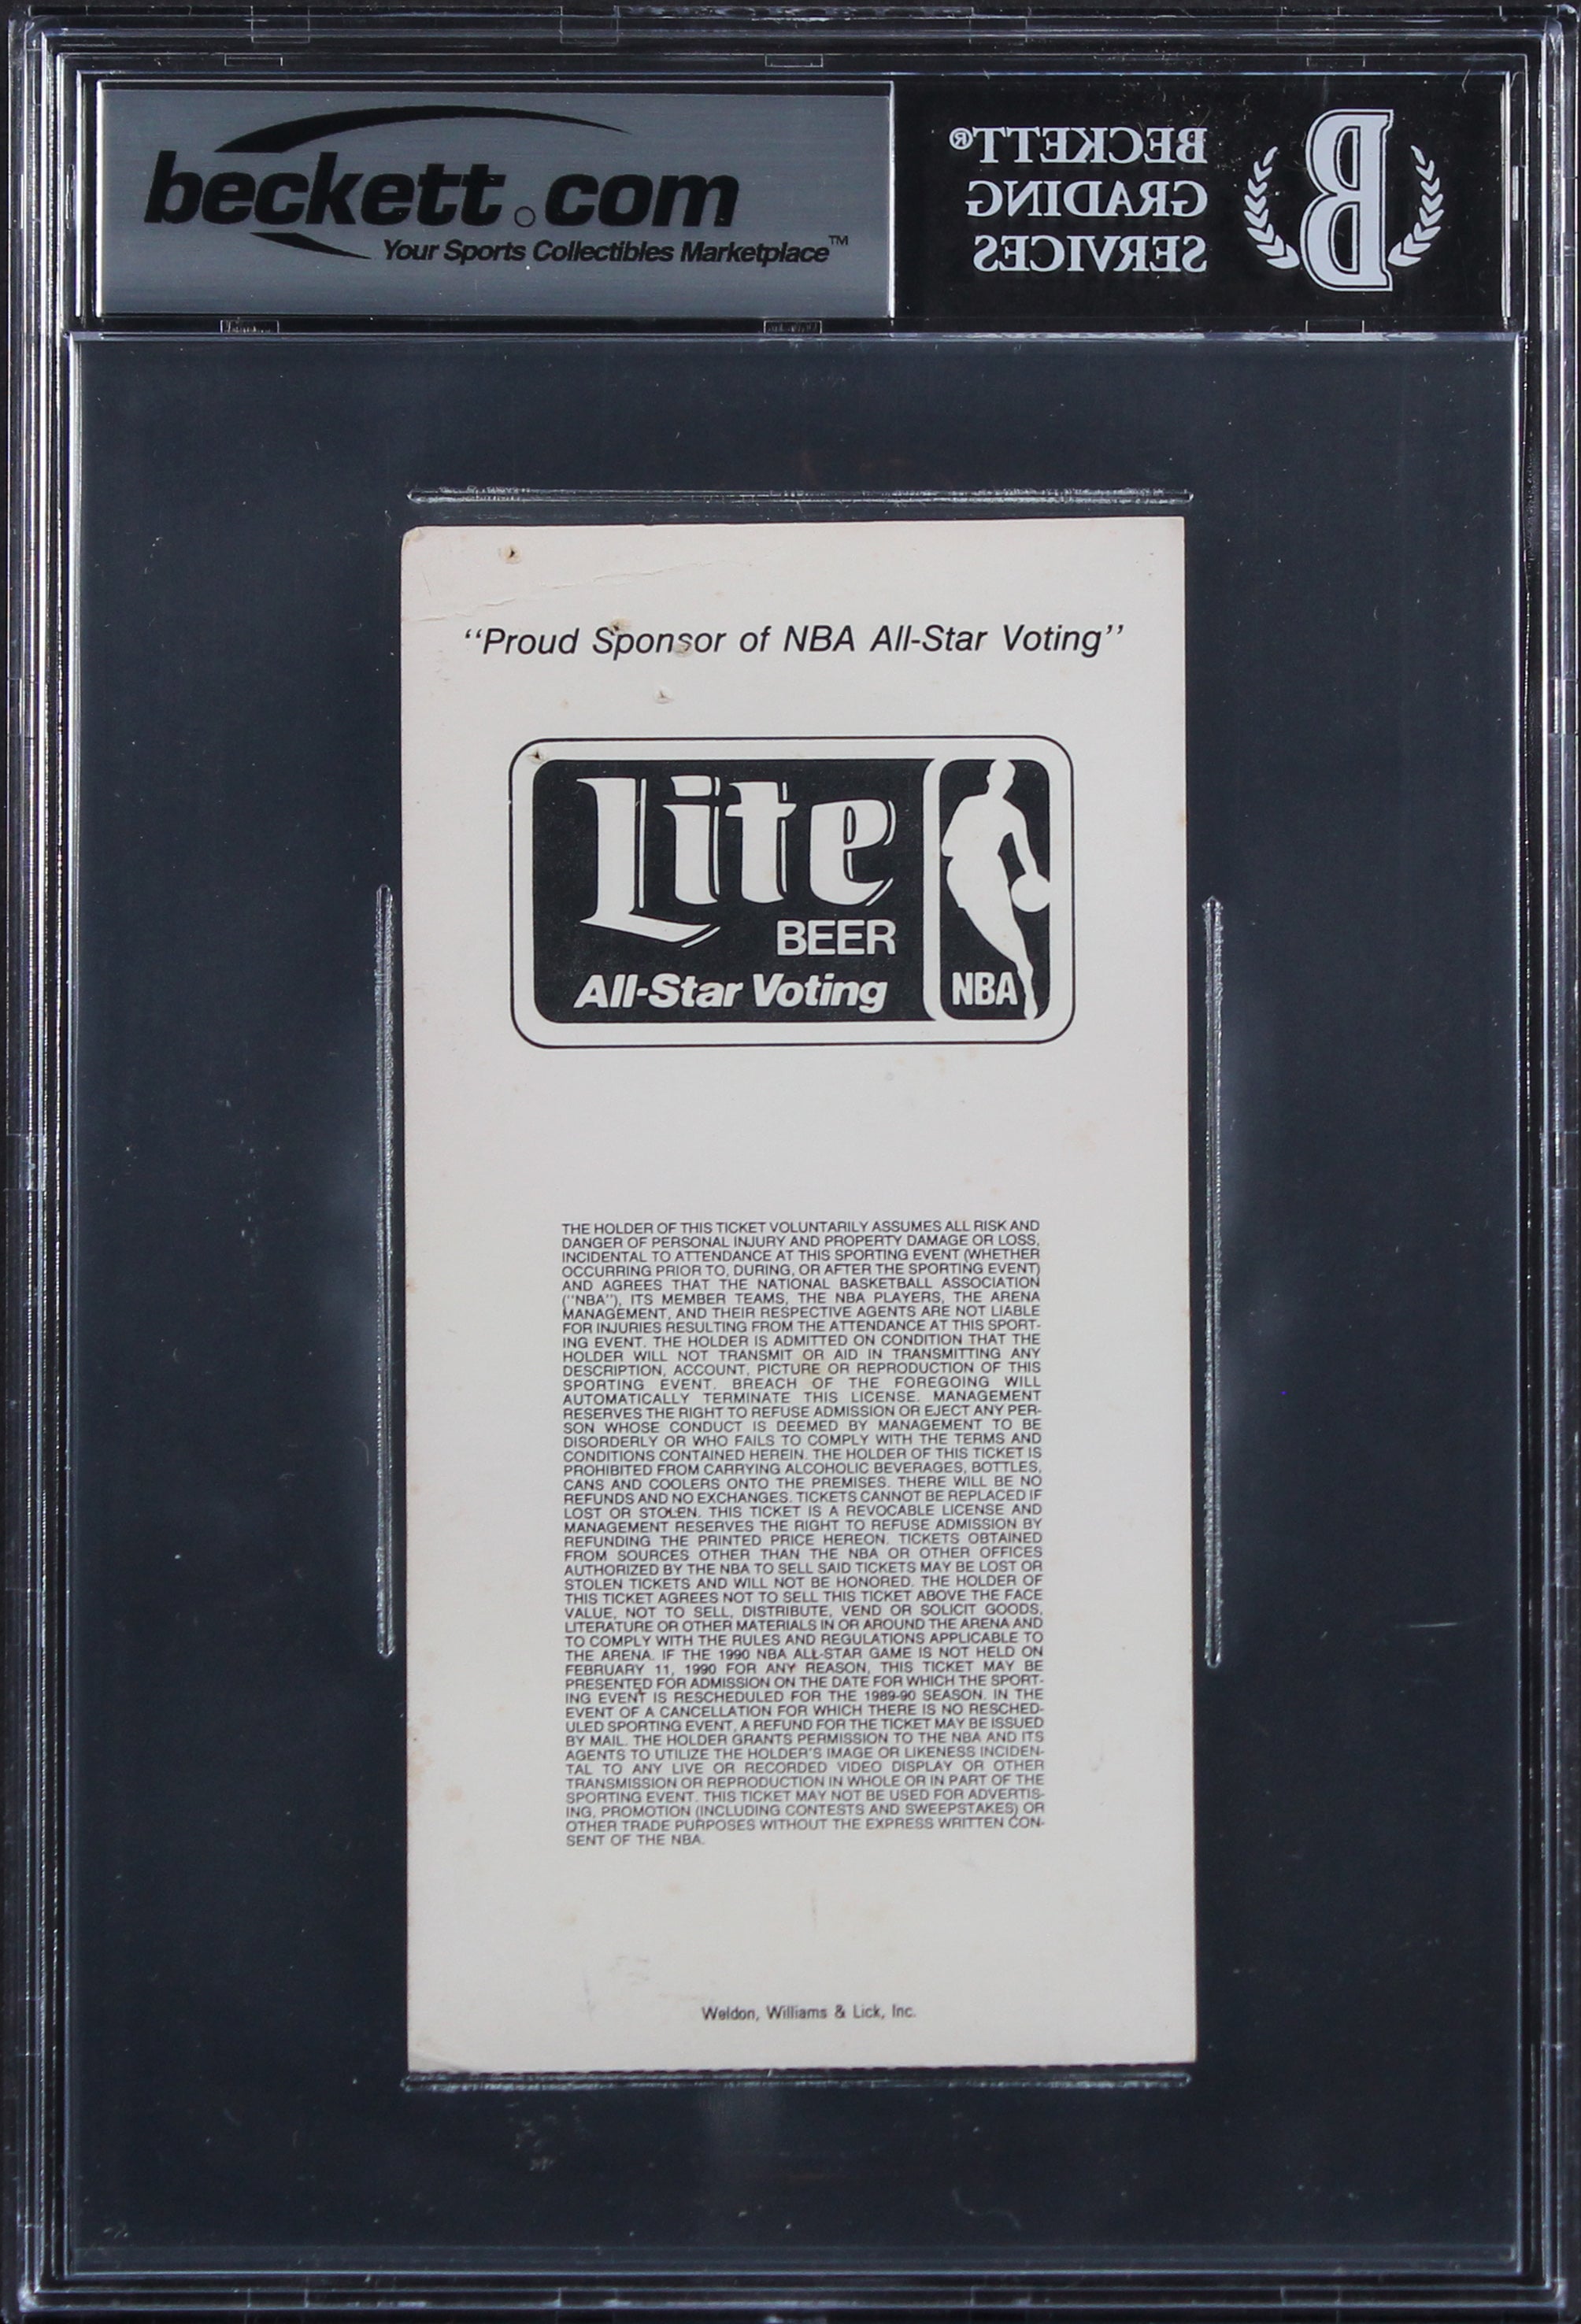 beckett.com
Your Sports Collectibles Marketplace™
BECKETT®
GRADING
SERVICES
B
“Proud Sponsor of NBA All-Star Voting”
Lite
BEER
All-Star Voting
NBA
THE HOLDER OF THIS TICKET VOLUNTARILY ASSUMES ALL RISK AND
DANGER OF PERSONAL INJURY AND PROPERTY DAMAGE OR LOSS,
INCIDENTAL TO ATTENDANCE AT THIS SPORTING EVENT (WHETHER
OCCURRING PRIOR TO, DURING, OR AFTER THE SPORTING EVENT)
AND AGREES THAT THE NATIONAL BASKETBALL ASSOCIATION
("NBA"), ITS MEMBER TEAMS, THE NBA PLAYERS, THE ARENA
MANAGEMENT, AND THEIR RESPECTIVE AGENTS ARE NOT LIABLE
FOR INJURIES RESULTING FROM THE ATTENDANCE AT THIS SPORT-
ING EVENT. THE HOLDER IS ADMITTED ON CONDITION THAT THE
HOLDER WILL NOT TRANSMIT OR AID IN TRANSMITTING ANY
DESCRIPTION, ACCOUNT, PICTURE OR REPRODUCTION OF THIS
SPORTING EVENT. BREACH OF THE FOREGOING WILL
AUTOMATICALLY TERMINATE THIS LICENSE. MANAGEMENT
RESERVES THE RIGHT TO REFUSE ADMISSION OR EJECT ANY PER-
SON WHOSE CONDUCT IS DEEMED BY MANAGEMENT TO BE
DISORDERLY OR WHO FAILS TO COMPLY WITH THE TERMS AND
CONDITIONS CONTAINED HEREIN. THE HOLDER OF THIS TICKET IS
PROHIBITED FROM CARRYING ALCOHOLIC BEVERAGES, BOTTLES,
CANS AND COOLERS ONTO THE PREMISES. THERE WILL BE NO
REFUNDS AND NO EXCHANGES. TICKETS CANNOT BE REPLACED IF
LOST OR STOLEN. THIS TICKET IS A REVOCABLE LICENSE AND
MANAGEMENT RESERVES THE RIGHT TO REFUSE ADMISSION BY
REFUNDING THE PRINTED PRICE HEREON. TICKETS OBTAINED
FROM SOURCES OTHER THAN THE NBA OR OTHER OFFICES
AUTHORIZED BY THE NBA TO SELL SAID TICKETS MAY BE LOST OR
STOLEN TICKETS AND WILL NOT BE HONORED. THE HOLDER OF
THIS TICKET AGREES NOT TO SELL THIS TICKET ABOVE THE FACE
VALUE, NOT TO SELL, DISTRIBUTE, VEND OR SOLICIT GOODS,
LITERATURE OR OTHER MATERIALS IN OR AROUND THE ARENA AND
TO COMPLY WITH THE RULES AND REGULATIONS APPLICABLE TO
THE ARENA. IF THE 1990 NBA ALL-STAR GAME IS NOT HELD ON
FEBRUARY 11, 1990 FOR ANY REASON, THIS TICKET MAY BE
PRESENTED FOR ADMISSION ON THE DATE FOR WHICH THE SPORT-
ING EVENT IS RESCHEDULED FOR THE 1989-90 SEASON. IN THE
EVENT OF A CANCELLATION FOR WHICH THERE IS NO RESCHED-
ULED SPORTING EVENT, A REFUND FOR THE TICKET MAY BE ISSUED
BY MAIL. THE HOLDER GRANTS PERMISSION TO THE NBA AND ITS
AGENTS TO UTILIZE THE HOLDER'S IMAGE OR LIKENESS INCIDEN-
TAL TO ANY LIVE OR RECORDED VIDEO DISPLAY OR OTHER
TRANSMISSION OR REPRODUCTION IN WHOLE OR IN PART OF THE
SPORTING EVENT. THIS TICKET MAY NOT BE USED FOR ADVERTIS-
ING, PROMOTION (INCLUDING CONTESTS AND SWEEPSTAKES) OR
OTHER TRADE PURPOSES WITHOUT THE EXPRESS WRITTEN CON-
SENT OF THE NBA.
Weldon, Williams & Lick, Inc.